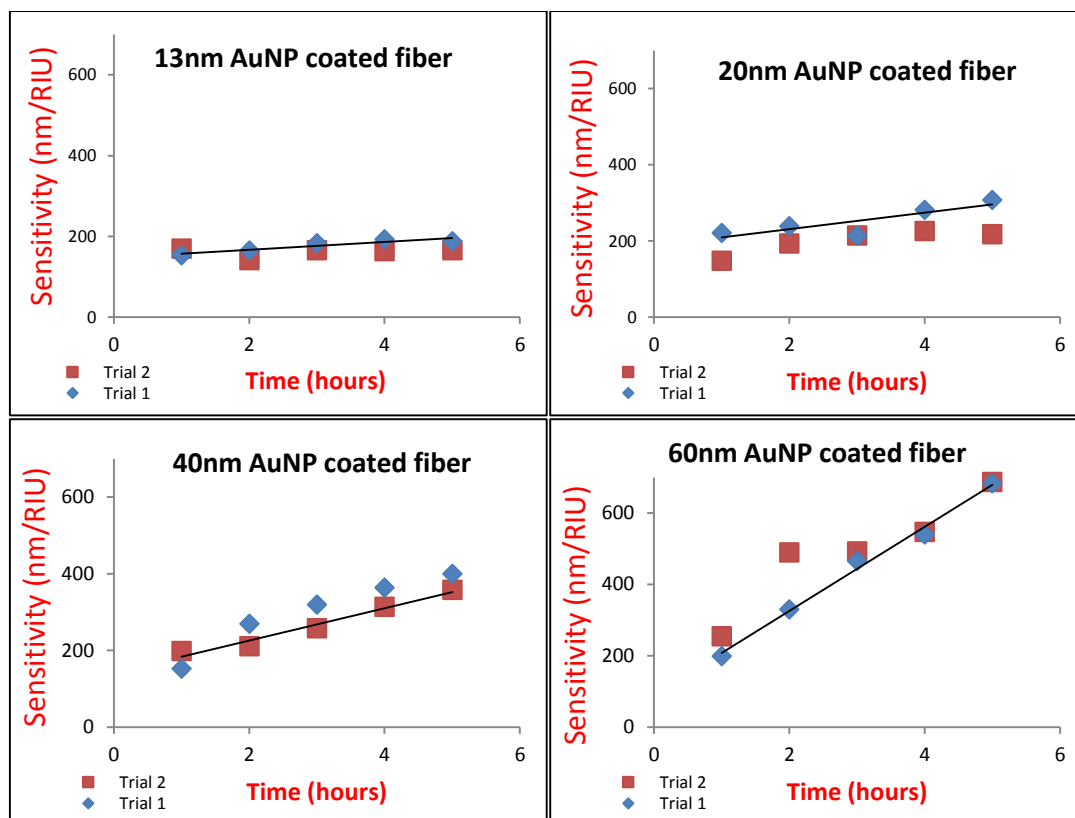 13nm AuNP coated fiber
Sensitivity (nm/RIU)
600
400
200
0
0 2 4 6
Time (hours)
Trial 2
Trial 1
20nm AuNP coated fiber
Sensitivity (nm/RIU)
600
400
200
0
0 2 4 6
Time (hours)
Trial 2
Trial 1
40nm AuNP coated fiber
Sensitivity (nm/RIU)
600
400
200
0
0 2 4 6
Time (hours)
Trial 2
Trial 1
60nm AuNP coated fiber
Sensitivity (nm/RIU)
600
400
200
0
0 2 4 6
Time (hours)
Trial 2
Trial 1